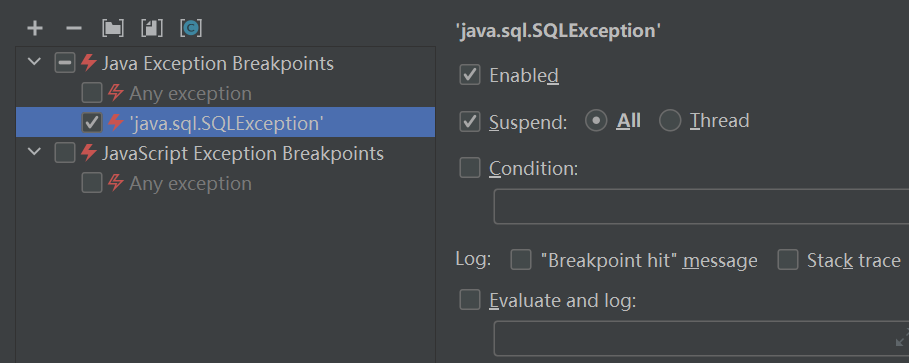 Java Exception Breakpoints
Any exception
'java.sql.SQLException'
JavaScript Exception Breakpoints
Any exception
'java.sql.SQLException'
Enabled
Suspend: All Thread
Condition:
Log: "Breakpoint hit" message Stack trace
Evaluate and log: